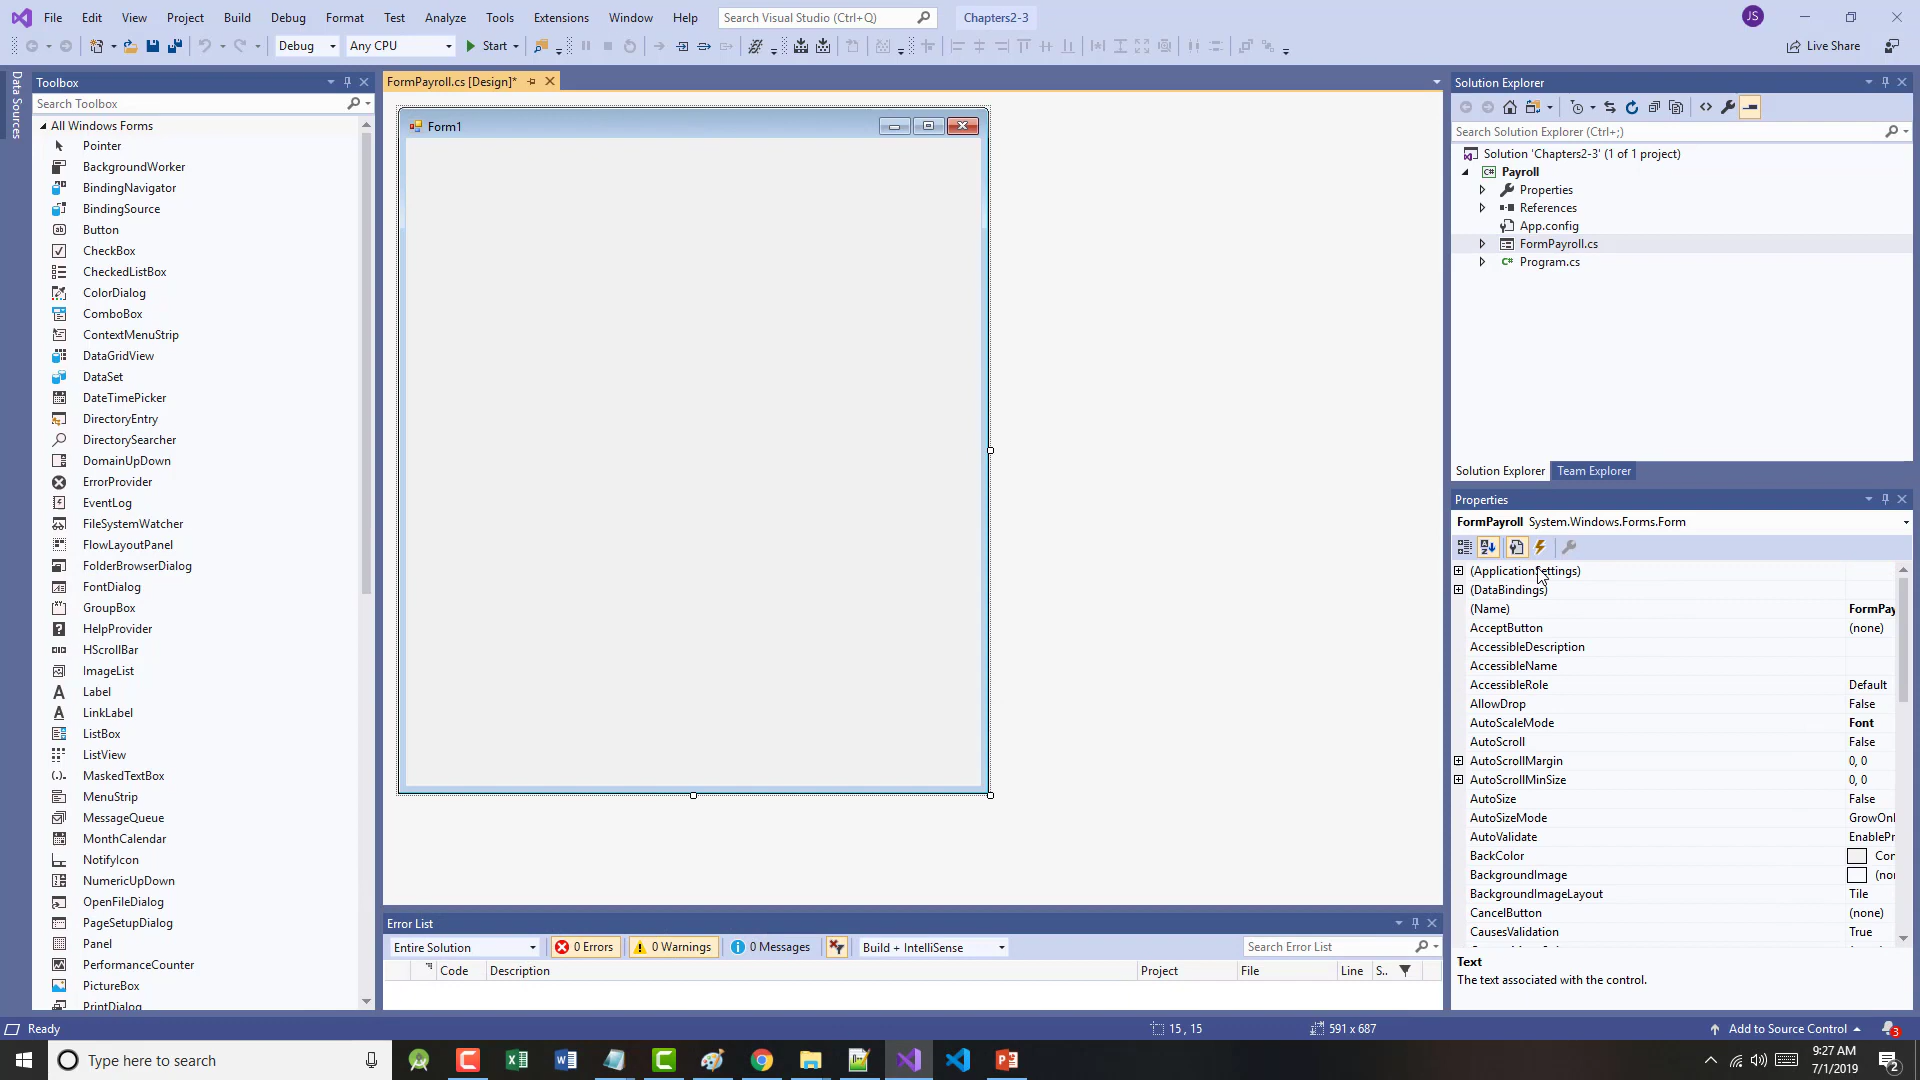 File Edit View Project Build Debug Format Test Analyze Tools Extensions Window Help Search Visual Studio (Ctrl+Q) Chapters2-3 JS
Debug Any CPU Start Live Share
Data Sources
Toolbox
Search Toolbox
All Windows Forms
Pointer
BackgroundWorker
BindingNavigator
BindingSource
Button
CheckBox
CheckedListBox
ColorDialog
ComboBox
ContextMenuStrip
DataGridView
DataSet
DateTimePicker
DirectoryEntry
DirectorySearcher
DomainUpDown
ErrorProvider
EventLog
FileSystemWatcher
FlowLayoutPanel
FolderBrowserDialog
FontDialog
GroupBox
HelpProvider
HScrollBar
ImageList
Label
LinkLabel
ListBox
ListView
MaskedTextBox
MenuStrip
MessageQueue
MonthCalendar
NotifyIcon
NumericUpDown
OpenFileDialog
PageSetupDialog
Panel
PerformanceCounter
PictureBox
PrintDialog
FormPayroll.cs [Design]*
Form1
Error List
Entire Solution 0 Errors 0 Warnings 0 Messages Build + IntelliSense Search Error List
Code Description Project File Line S..
Solution Explorer
Search Solution Explorer (Ctrl+;)
Solution 'Chapters2-3' (1 of 1 project)
Payroll
Properties
References
App.config
FormPayroll.cs
Program.cs
Solution Explorer Team Explorer
Properties
FormPayroll System.Windows.Forms.Form
(ApplicationSettings)
(DataBindings)
(Name) FormPay
AcceptButton (none)
AccessibleDescription
AccessibleName
AccessibleRole Default
AllowDrop False
AutoScaleMode Font
AutoScroll False
AutoScrollMargin 0, 0
AutoScrollMinSize 0, 0
AutoSize False
AutoSizeMode GrowOnl
AutoValidate EnablePr
BackColor Con
BackgroundImage (nor
BackgroundImageLayout Tile
CancelButton (none)
CausesValidation True
Text
The text associated with the control.
Ready 15 , 15 591 x 687 Add to Source Control 3
Type here to search 9:27 AM
7/1/2019 2